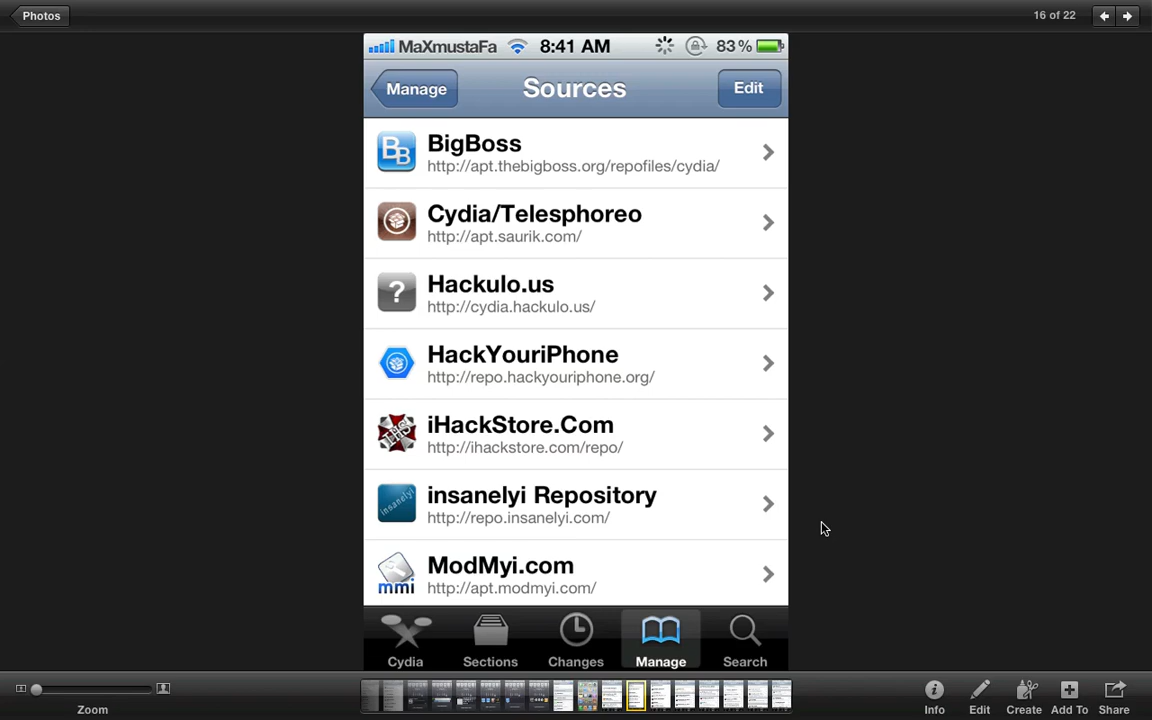 Photos
16 of 22
MaXmustaFa 8:41 AM 83%
Manage
Sources
Edit
BB
BigBoss
http://apt.thebigboss.org/repofiles/cydia/
Cydia/Telesphoreo
http://apt.saurik.com/
?
Hackulo.us
http://cydia.hackulo.us/
HackYouriPhone
http://repo.hackyouriphone.org/
IHS
iHackStore.Com
http://ihackstore.com/repo/
insanelyi
insanelyi Repository
http://repo.insanelyi.com/
mmi
ModMyi.com
http://apt.modmyi.com/
Cydia
Sections
Changes
Manage
Search
Zoom
Info
Edit
Create
Add To
Share